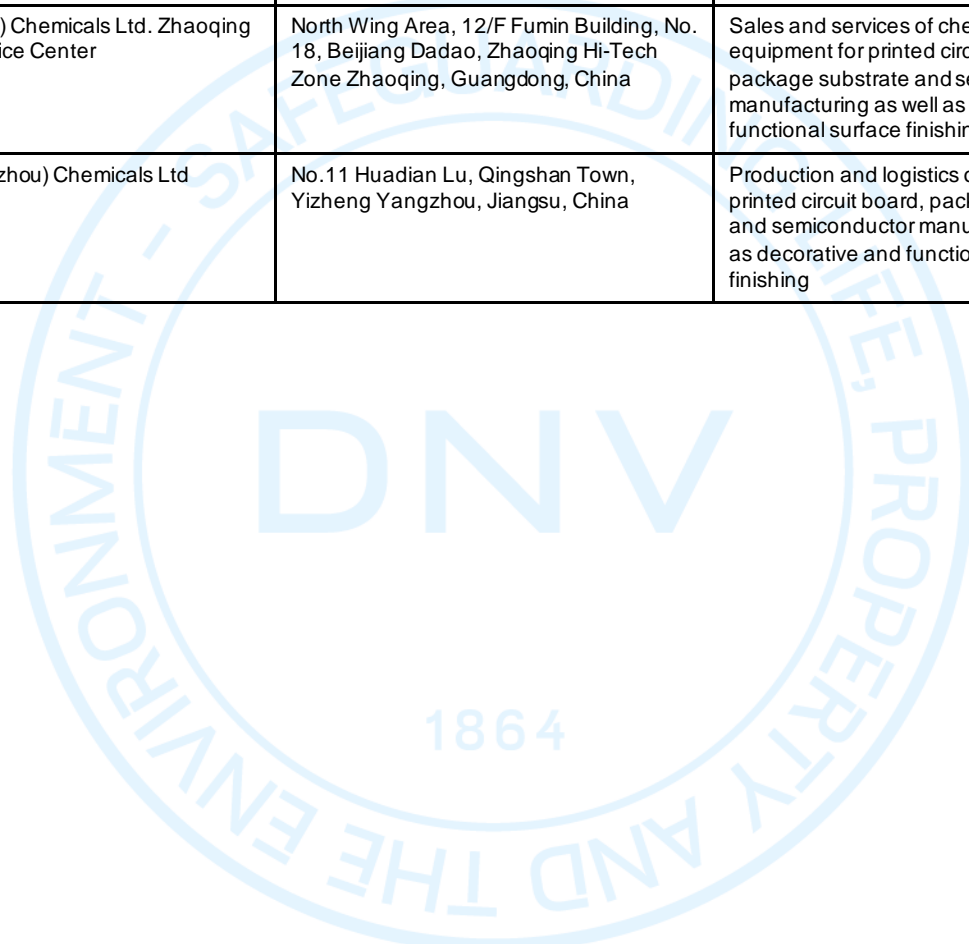 ) Chemicals Ltd. Zhaoqing
ice Center
North Wing Area, 12/F Fumin Building, No.
18, Beijiang Dadao, Zhaoqing Hi-Tech
Zone Zhaoqing, Guangdong, China
Sales and services of che
equipment for printed circ
package substrate and se
manufacturing as well as
functional surface finishin
zhou) Chemicals Ltd
No.11 Huadian Lu, Qingshan Town,
Yizheng Yangzhou, Jiangsu, China
Production and logistics o
printed circuit board, pack
and semiconductor manu
as decorative and functio
finishing
SAFEGUARDING LIFE, PROPERTY AND THE ENVIRONMENT -
DNV
1864